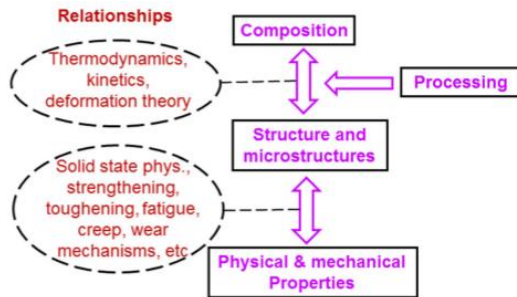 Relationships
Composition
Thermodynamics,
kinetics,
deformation theory
Processing
Structure and
microstructures
Solid state phys.,
strengthening,
toughening, fatigue,
creep, wear
mechanisms, etc
Physical & mechanical
Properties